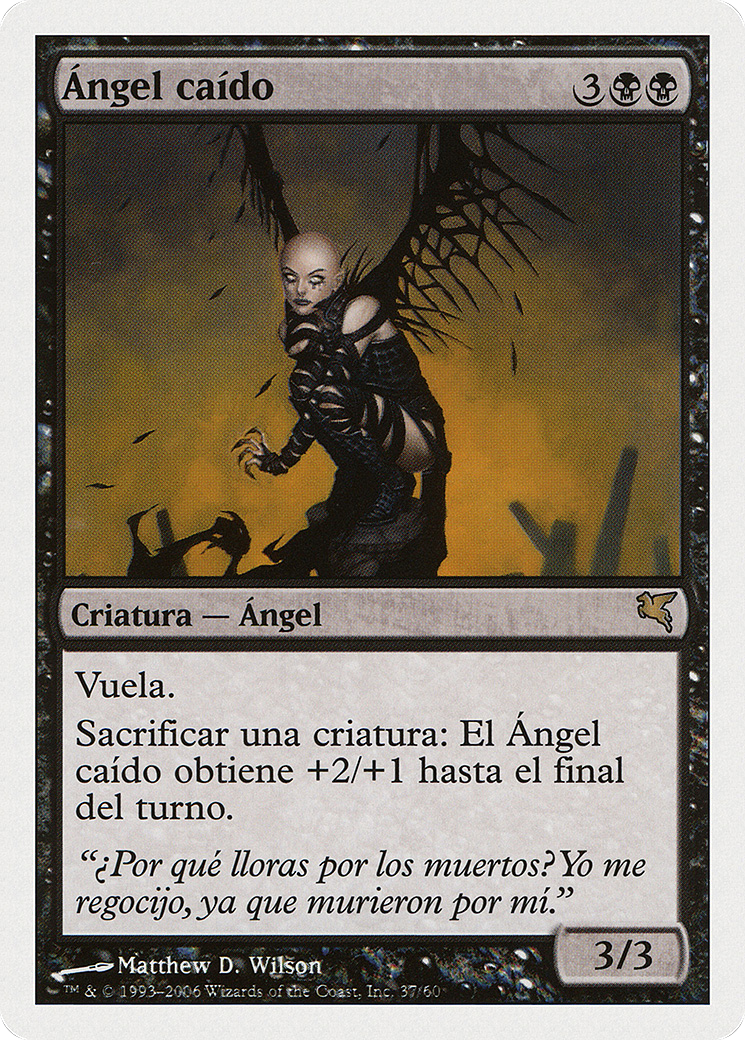 Ángel caído
3
Criatura — Ángel
Vuela.
Sacrificar una criatura: El Ángel
caído obtiene +2/+1 hasta el final
del turno.
“¿Por qué lloras por los muertos? Yo me
regocijo, ya que murieron por mí.”
3/3
Matthew D. Wilson
™ & © 1993–2006 Wizards of the Coast, Inc. 37/60